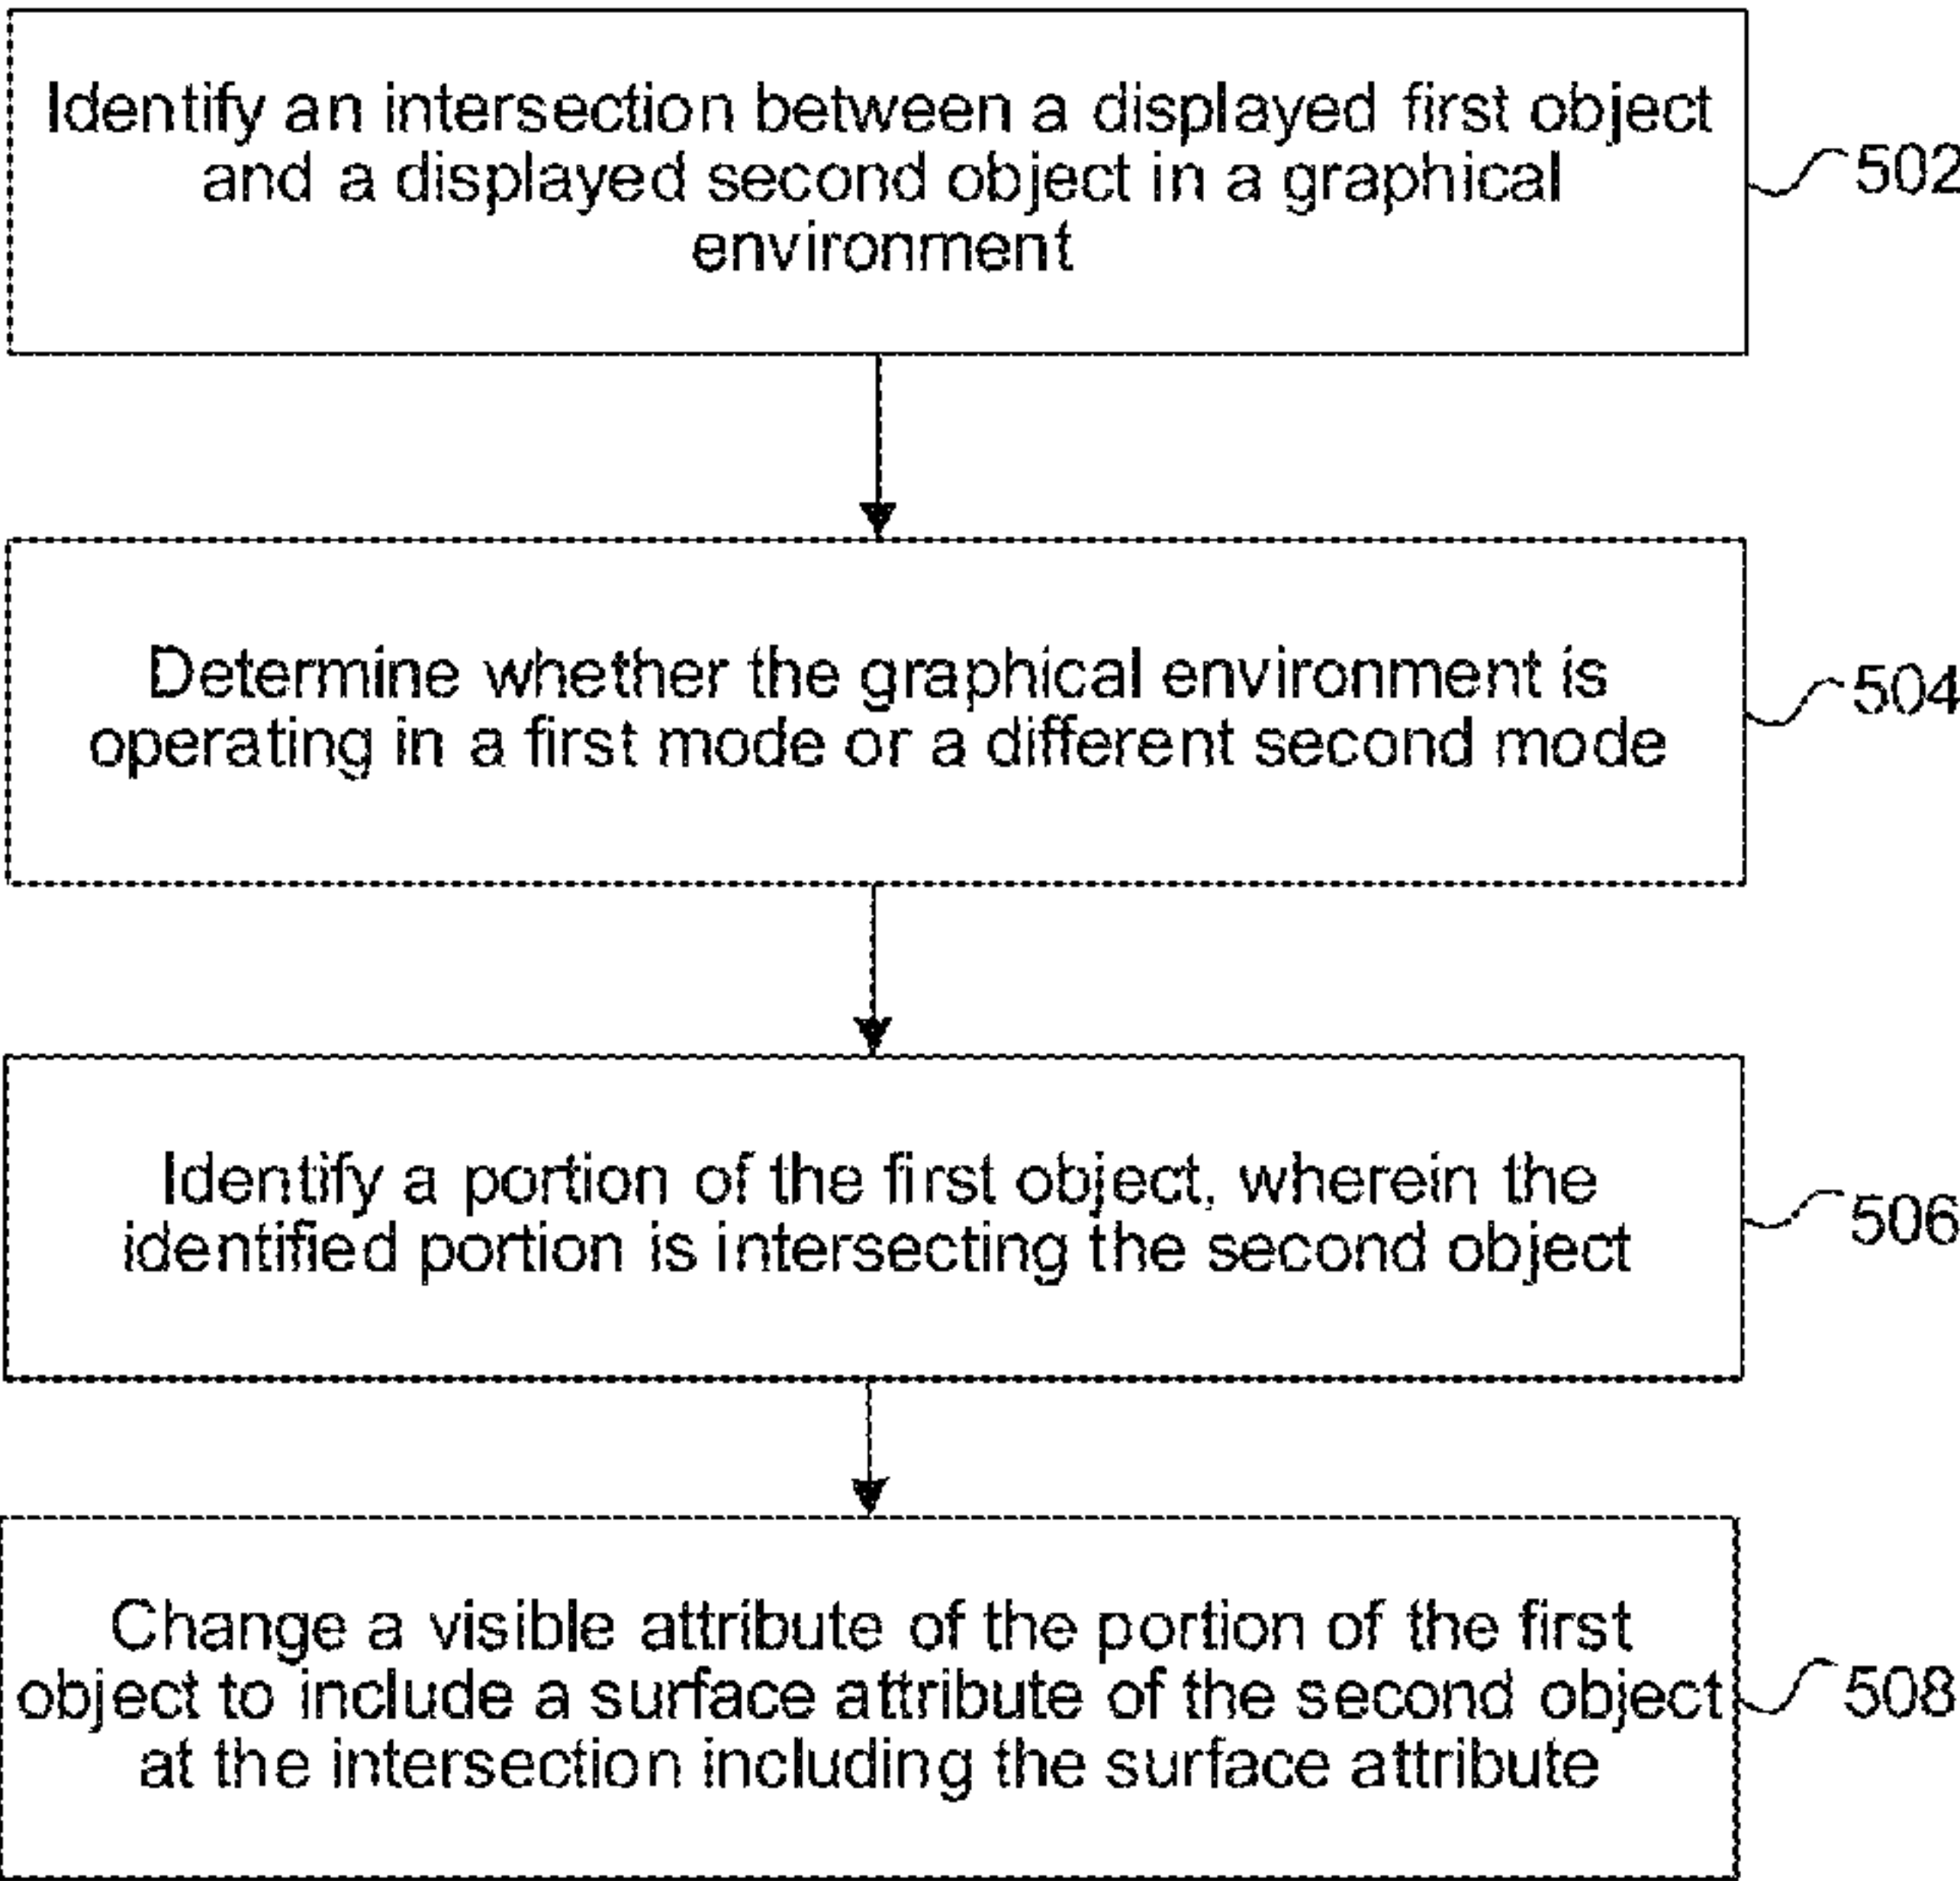 Identify an intersection between a displayed first object
and a displayed second object in a graphical
environment
502
Determine whether the graphical environment is
operating in a first mode or a different second mode
504
Identify a portion of the first object, wherein the
identified portion is intersecting the second object
506
Change a visible attribute of the portion of the first
object to include a surface attribute of the second object
at the intersection including the surface attribute
508